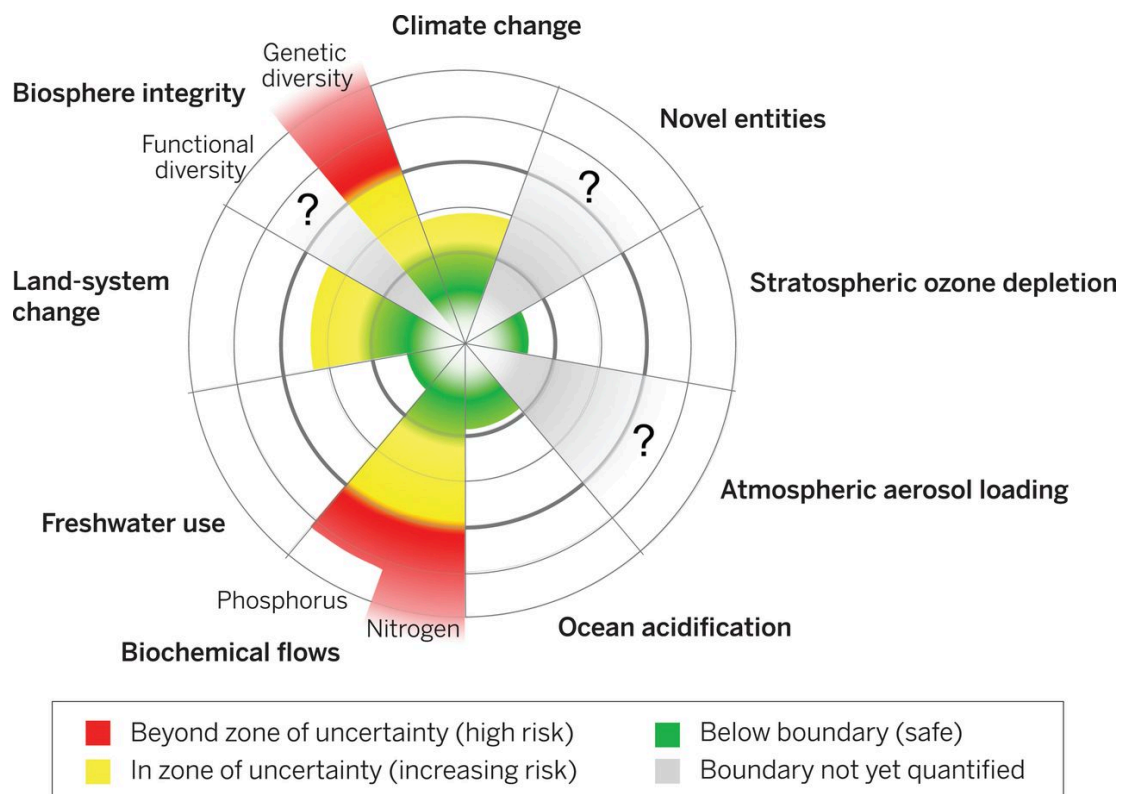 Climate change
Genetic
diversity
Biosphere integrity
Novel entities
Functional
diversity
?
?
Land-system
change
Stratospheric ozone depletion
?
Atmospheric aerosol loading
Freshwater use
Phosphorus
Nitrogen
Ocean acidification
Biochemical flows
Beyond zone of uncertainty (high risk)
Below boundary (safe)
In zone of uncertainty (increasing risk)
Boundary not yet quantified